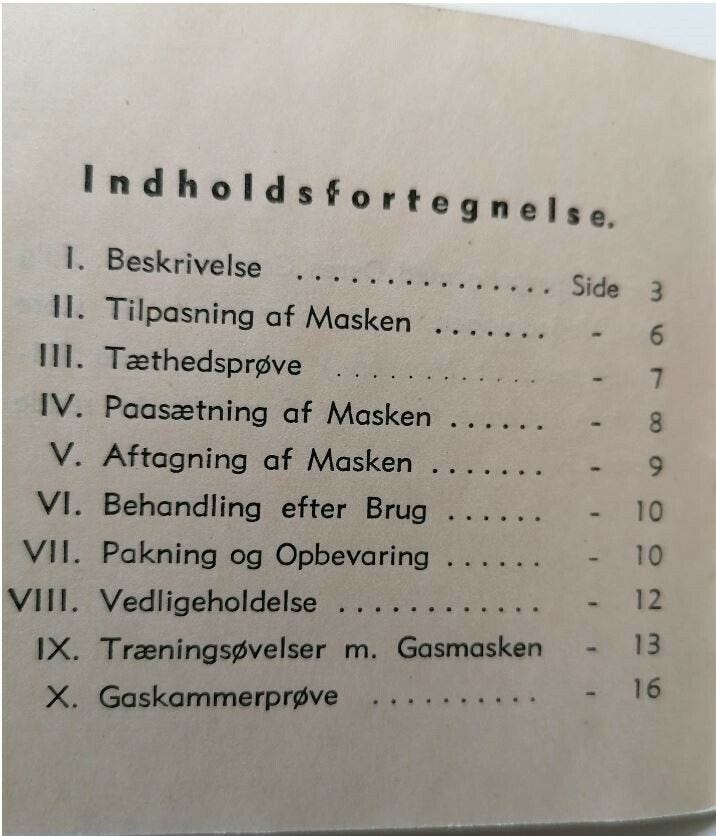 Indholdsfortegnelse.
I. Beskrivelse ................ Side 3
II. Tilpasning af Masken ....... - 6
III. Tæthedsprøve ............. - 7
IV. Paasætning af Masken ...... - 8
V. Aftagning af Masken ....... - 9
VI. Behandling efter Brug ...... - 10
VII. Pakning og Opbevaring ...... - 10
VIII. Vedligeholdelse ............. - 12
IX. Træningsøvelser m. Gasmasken - 13
X. Gaskammerprøve .......... - 16